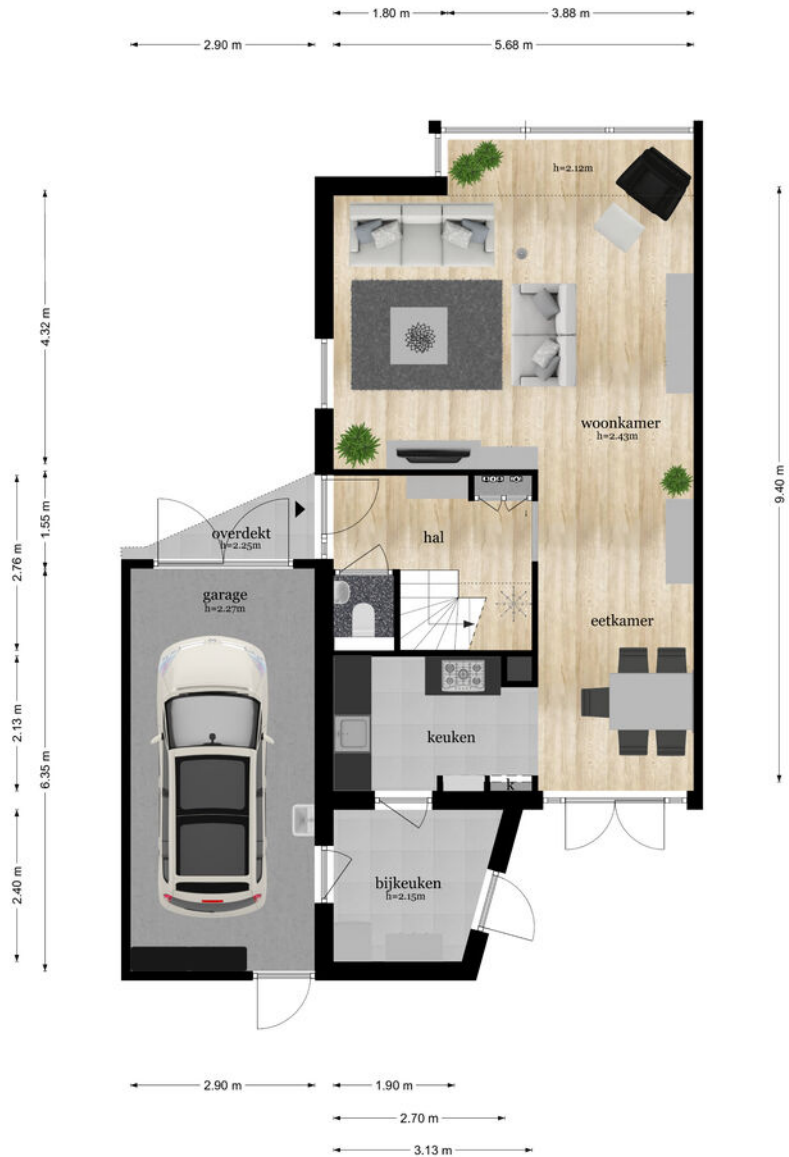 1.80 m
3.88 m
2.90 m
5.68 m
h=2.12m
4.32 m
woonkamer
h=2.43m
9.40 m
1.55 m
2.76 m
overdekt
h=2.25m
hal
garage
h=2.27m
eetkamer
2.13 m
keuken
6.35 m
k
2.40 m
bijkeuken
h=2.15m
2.90 m
1.90 m
2.70 m
3.13 m